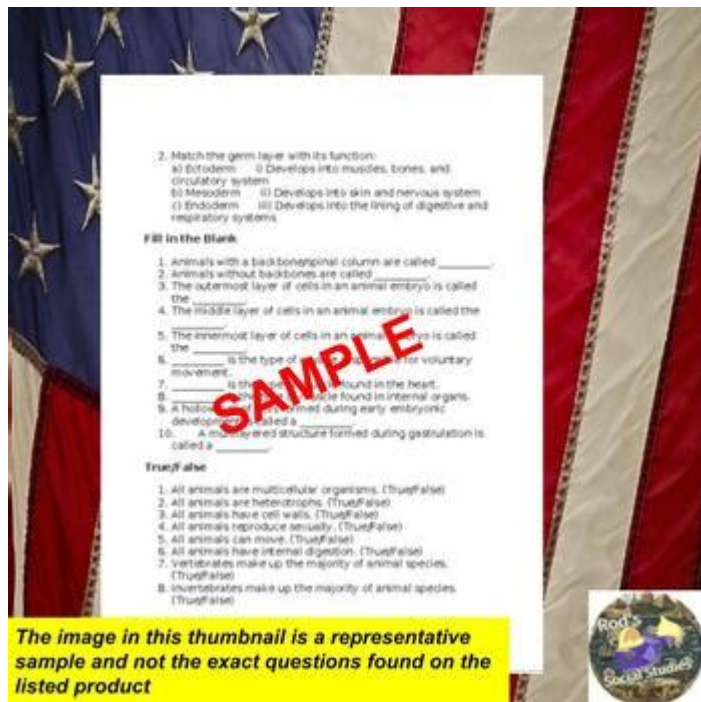 2. Match the germ layer with its function:
a) Ectoderm i) Develops into muscles, bones, and
circulatory system
b) Mesoderm ii) Develops into skin and nervous system
c) Endoderm iii) Develops into the lining of digestive and
respiratory systems
Fill in the Blank
1. Animals with a backbone/spinal column are called ________.
2. Animals without backbones are called ________.
3. The outermost layer of cells in an animal embryo is called
the ________.
4. The middle layer of cells in an animal embryo is called the
________.
5. The innermost layer of cells in an animal embryo is called
the ________.
6. ________ is the type of for voluntary
movement.
7. ________ is the found in the heart.
8. found in internal organs.
9. A formed during early embryonic
called a ________.
10. A multilayered structure formed during gastrulation is
called a ________.
SAMPLE
True/False
1. All animals are multicellular organisms. (True/False)
2. All animals are heterotrophs. (True/False)
3. All animals have cell walls. (True/False)
4. All animals reproduce sexually. (True/False)
5. All animals can move. (True/False)
6. All animals have internal digestion. (True/False)
7. Vertebrates make up the majority of animal species.
(True/False)
8. Invertebrates make up the majority of animal species.
(True/False)
The image in this thumbnail is a representative
sample and not the exact questions found on the
listed product
Rod's
Social Studies